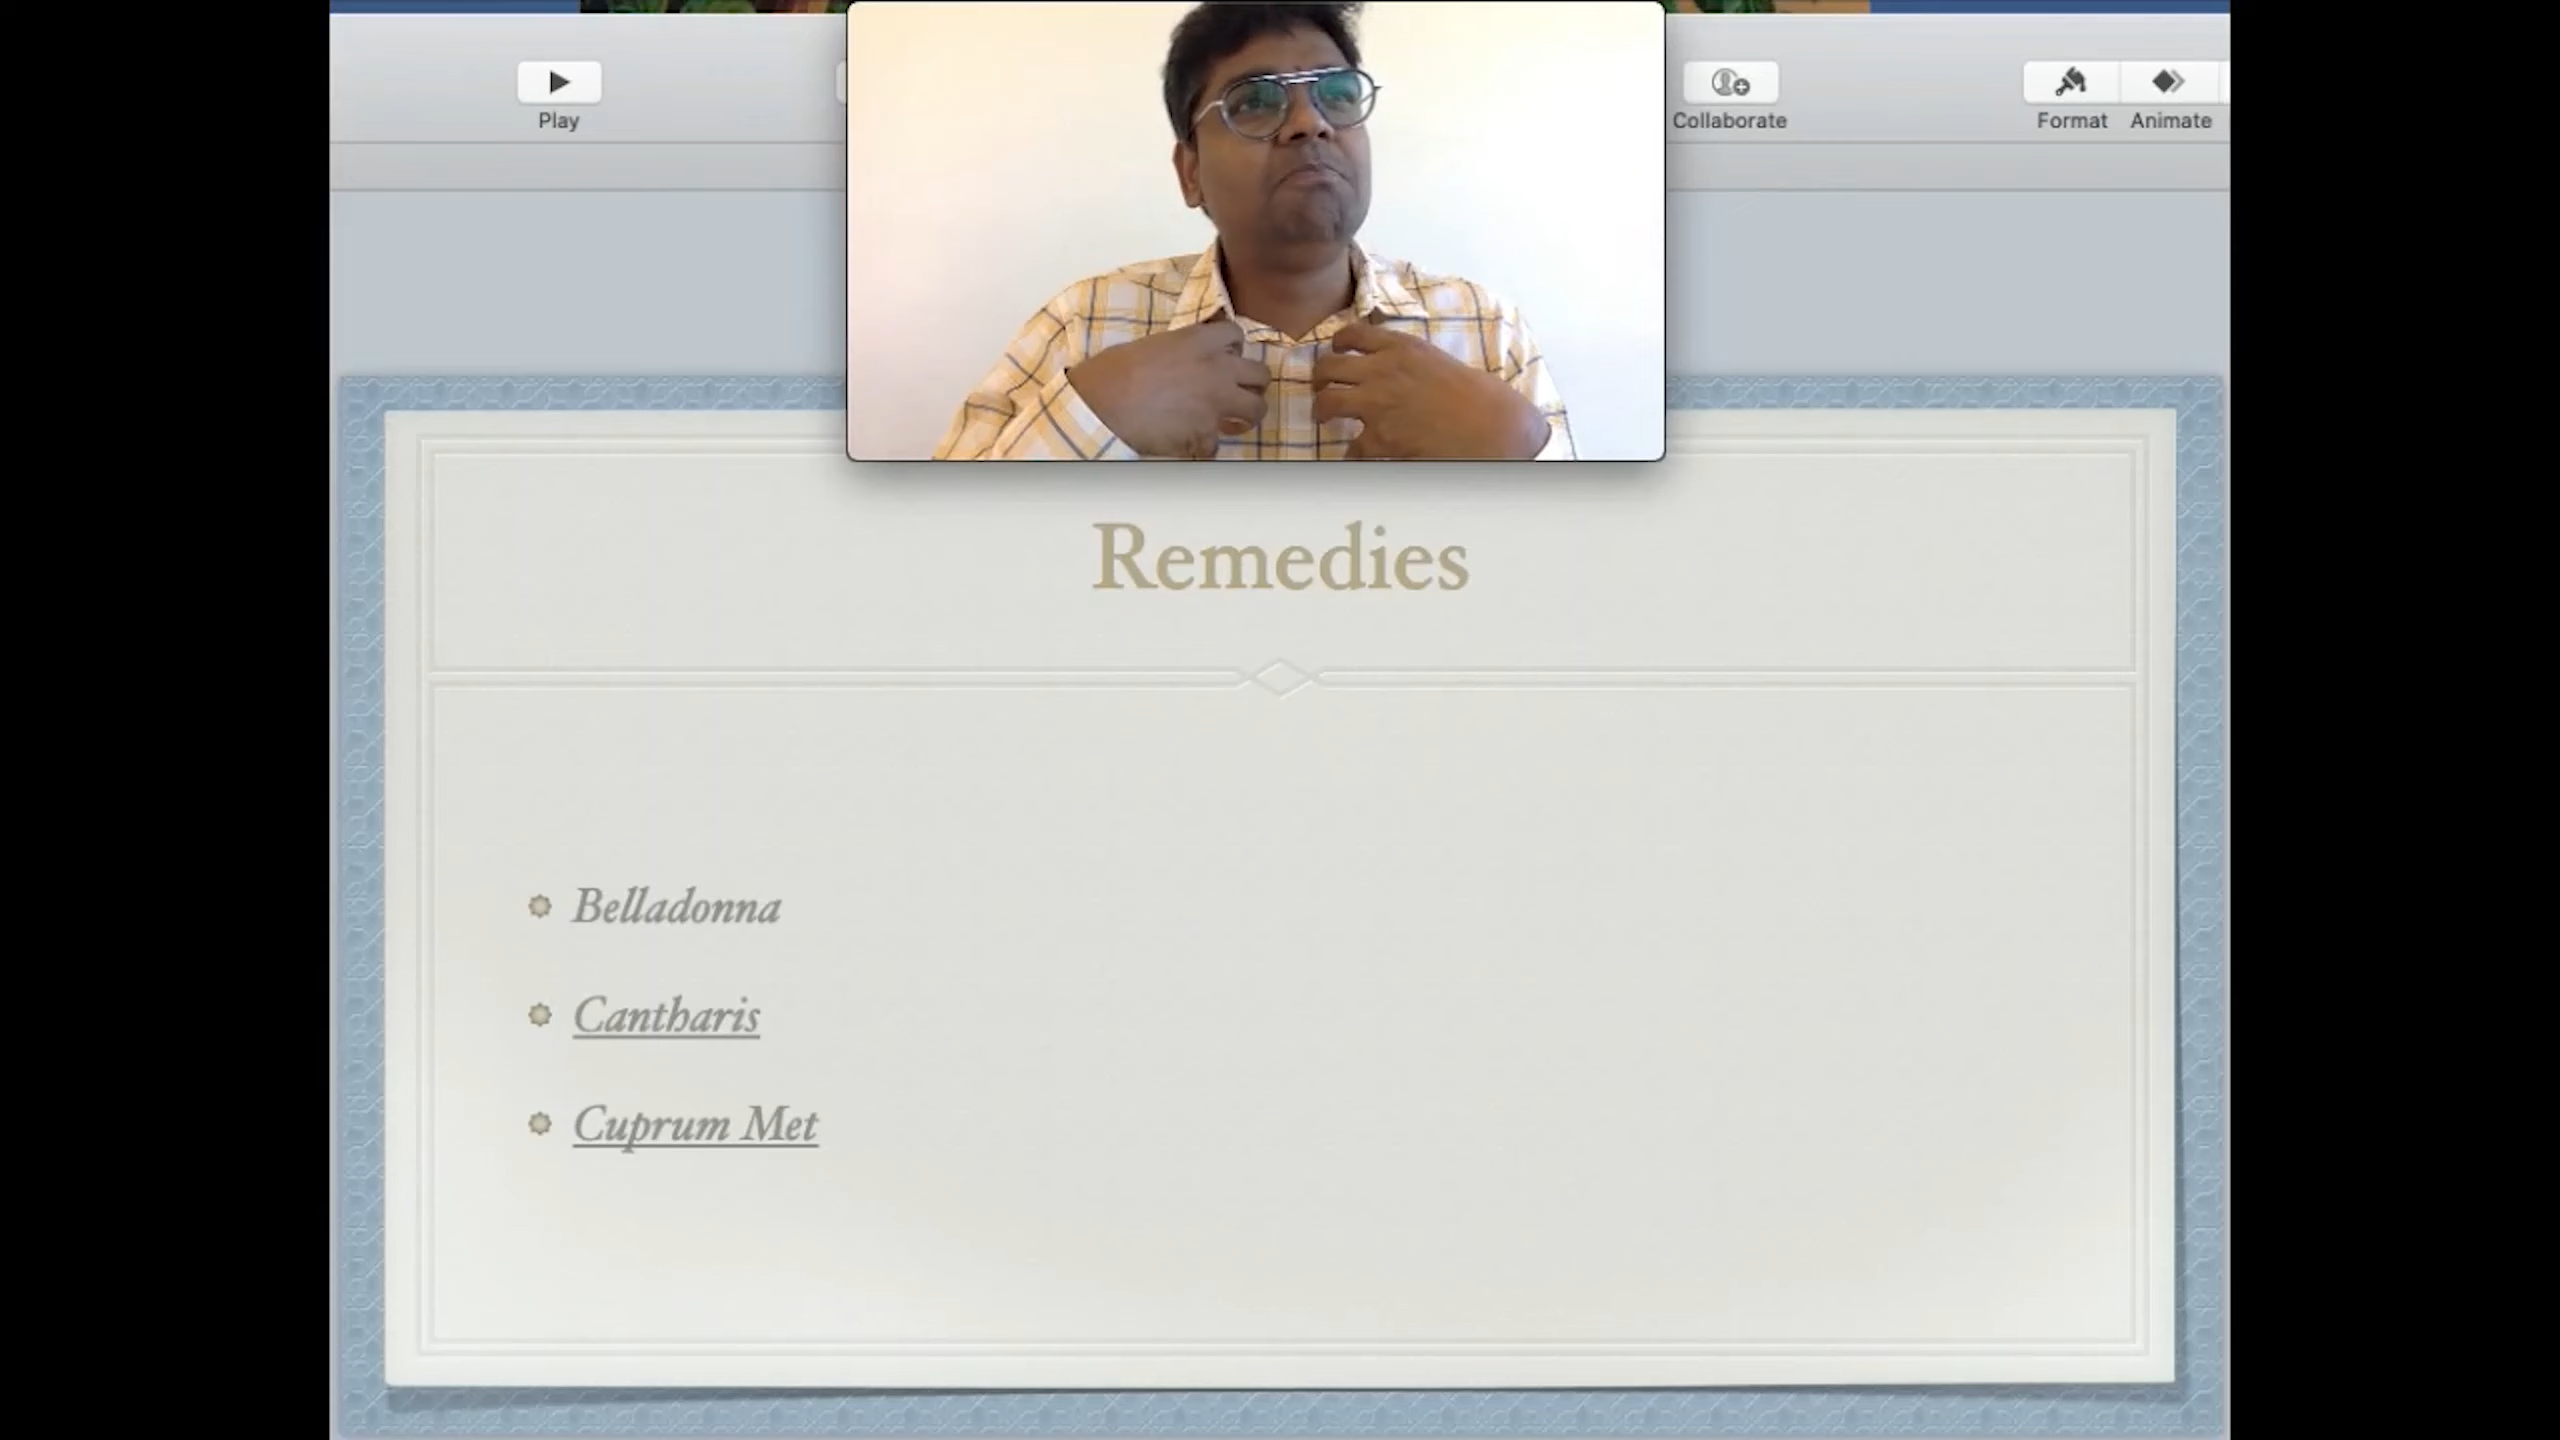 Play
Collaborate
Format
Animate
Remedies
Belladonna
Cantharis
Cuprum Met